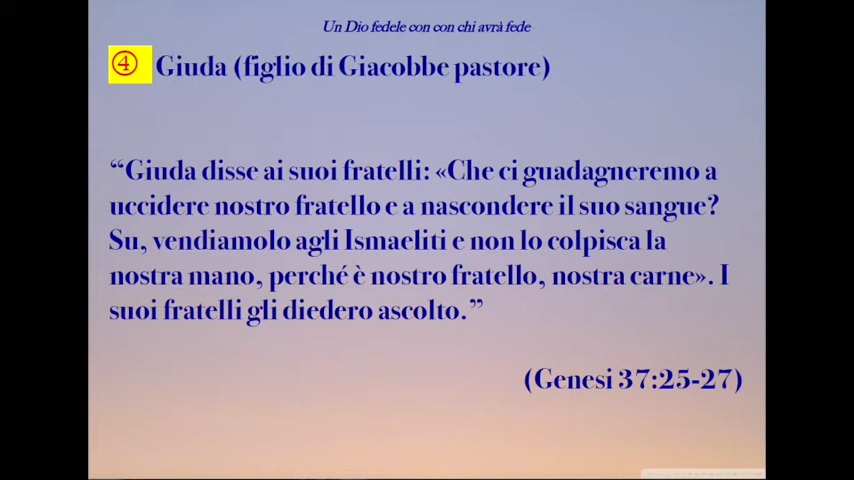 Un Dio fedele con con chi avrà fede
④ Giuda (figlio di Giacobbe pastore)
“Giuda disse ai suoi fratelli: «Che ci guadagneremo a
uccidere nostro fratello e a nascondere il suo sangue?
Su, vendiamolo agli Ismaeliti e non lo colpisca la
nostra mano, perché è nostro fratello, nostra carne». I
suoi fratelli gli diedero ascolto.”
(Genesi 37:25-27)